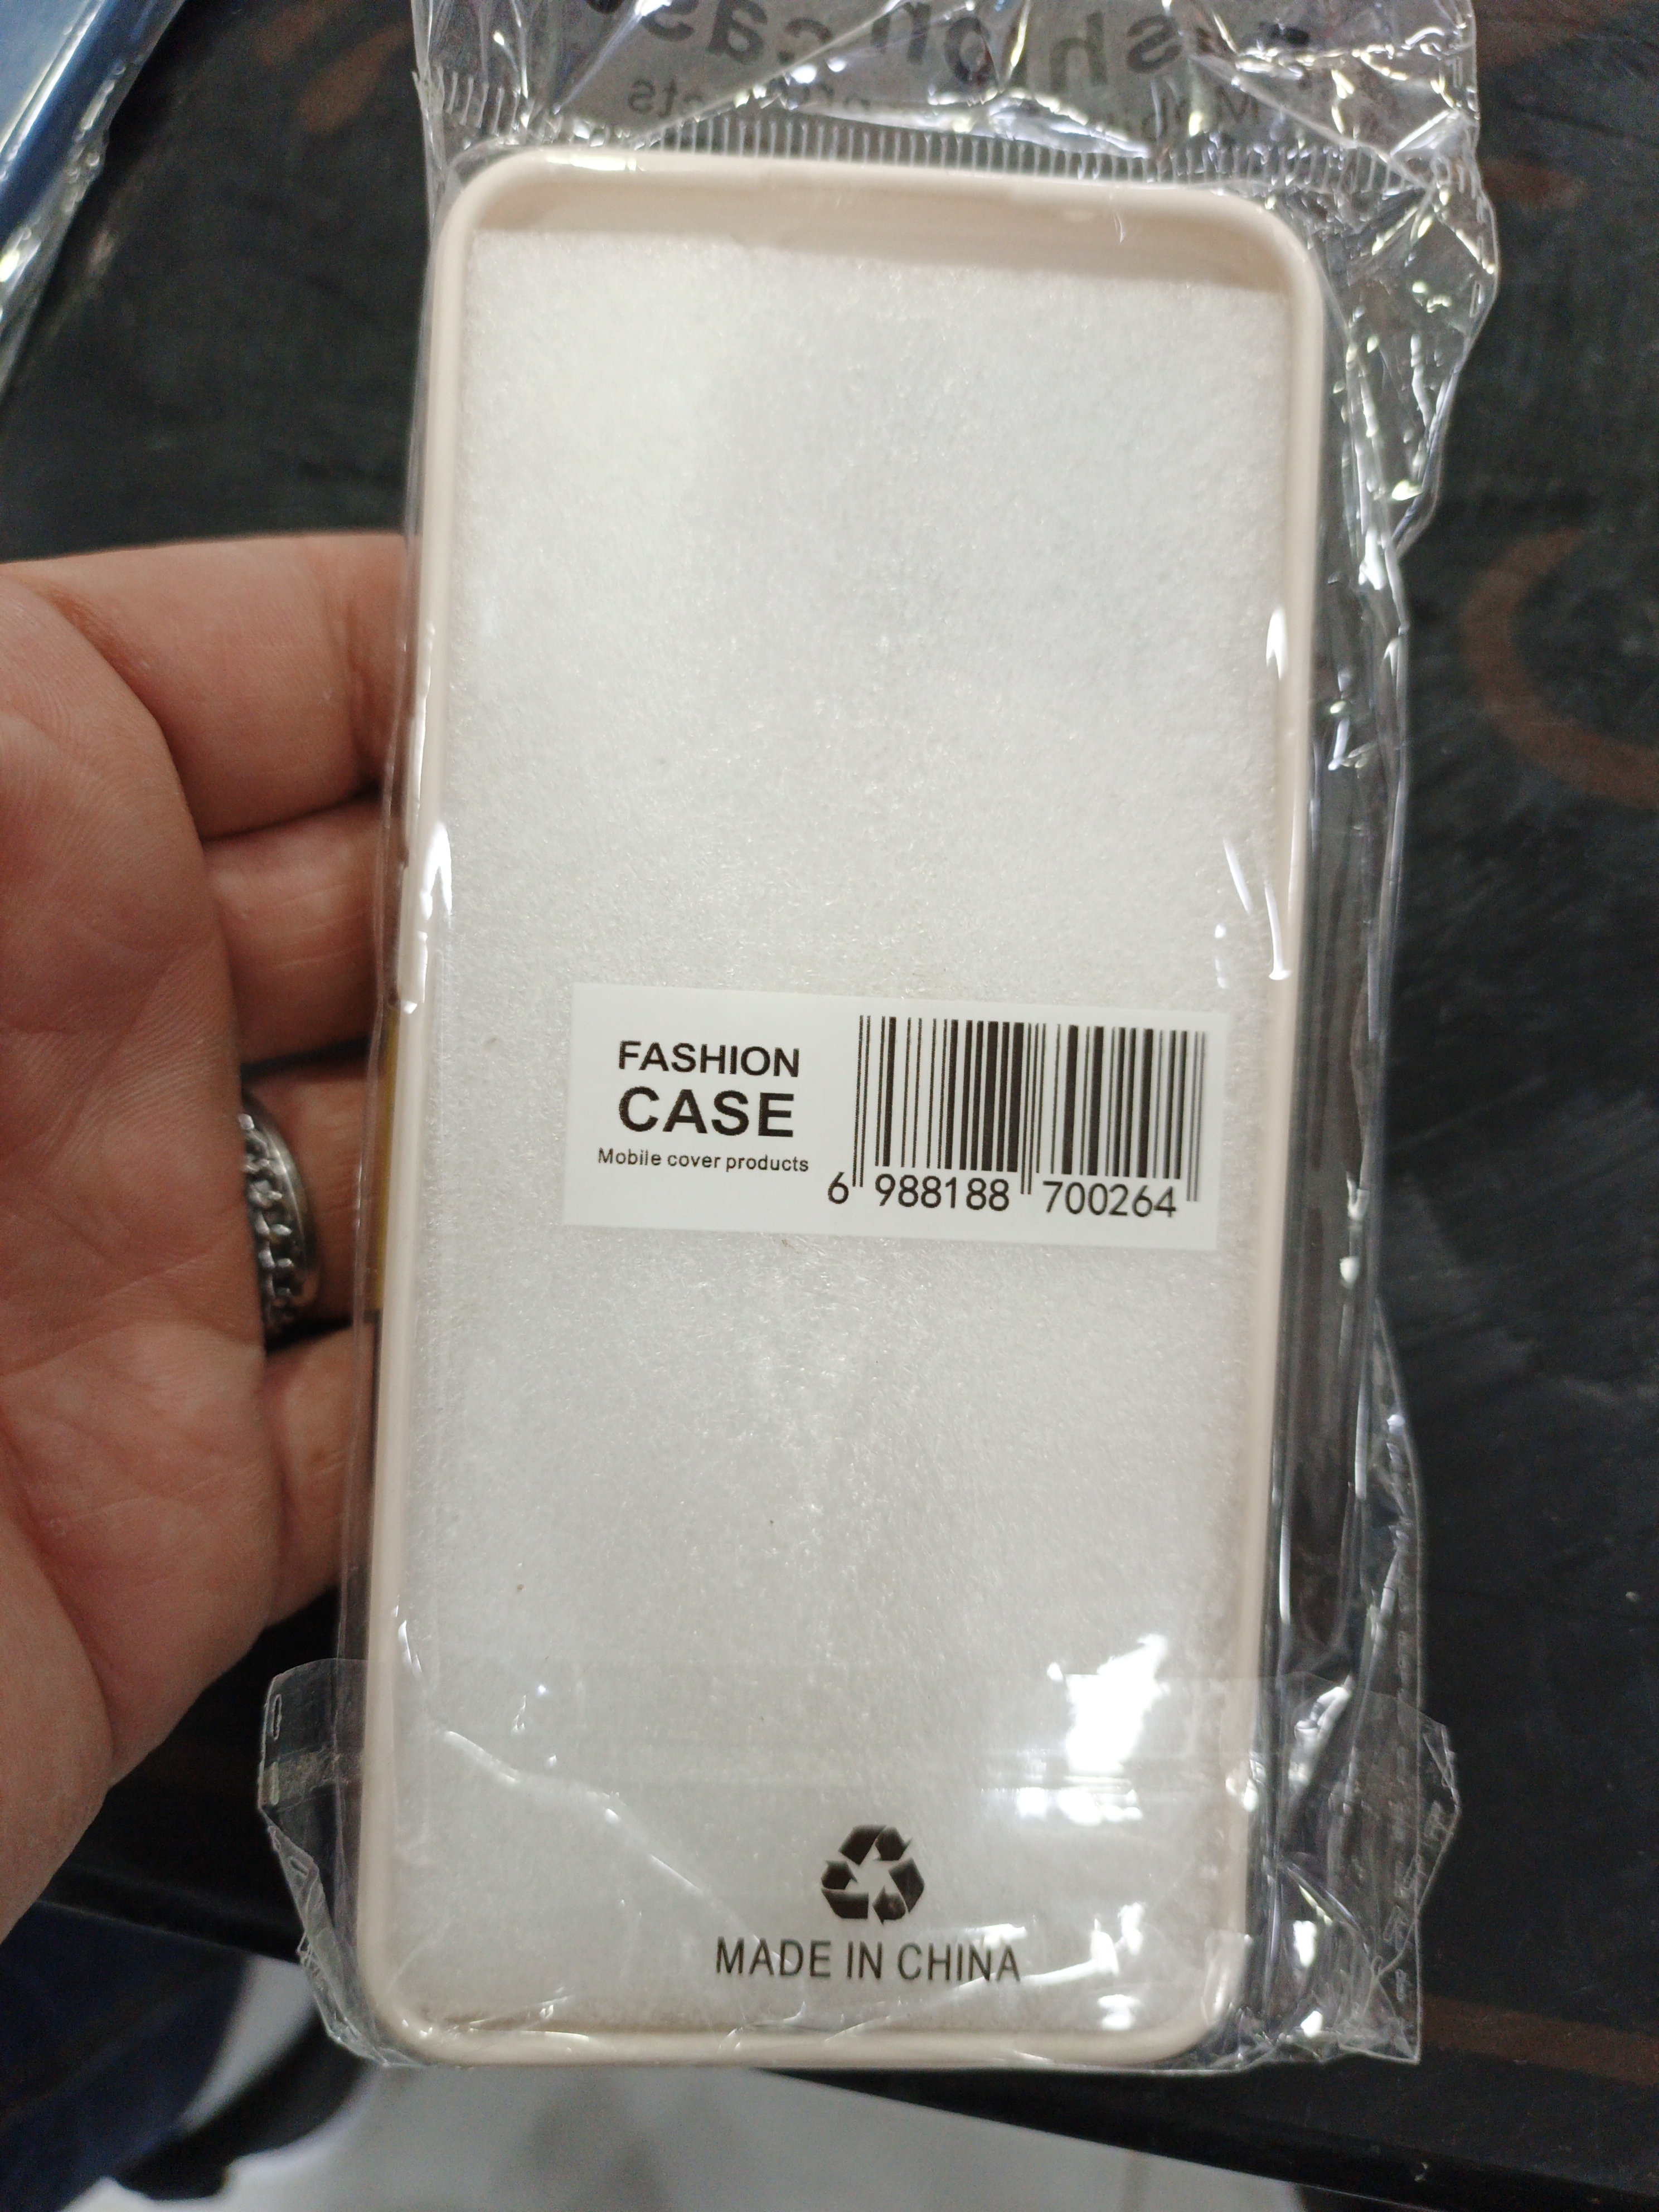 FASHION
CASE
Mobile cover products
6 988188 700264
MADE IN CHINA